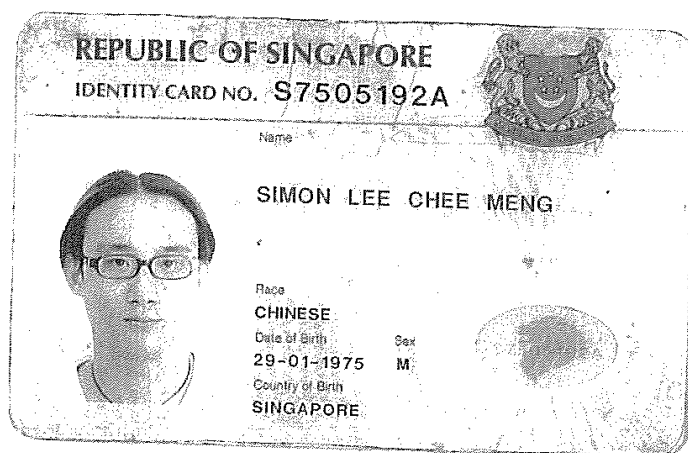 REPUBLIC OF SINGAPORE
IDENTITY CARD NO. S7505192A
Name
SIMON LEE CHEE MENG
Race
CHINESE
Date of Birth Sex
29-01-1975 M
Country of Birth
SINGAPORE